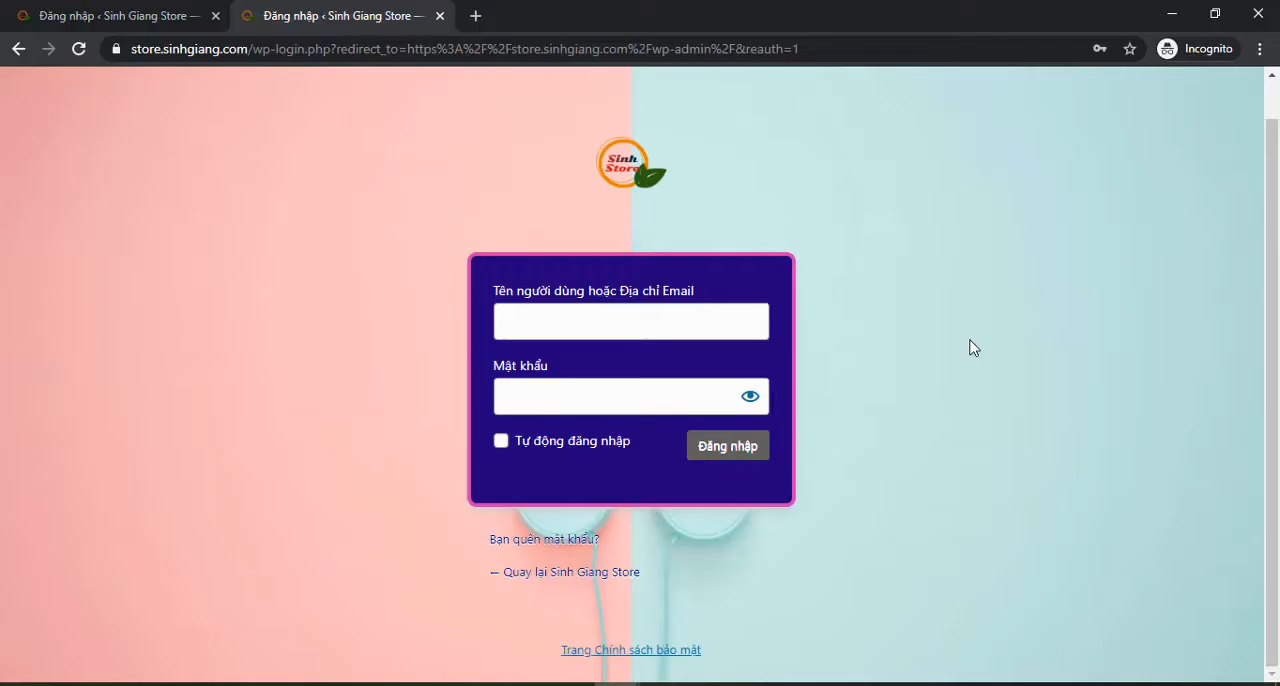 Đăng nhập ‹ Sinh Giang Store —
Đăng nhập ‹ Sinh Giang Store —
store.sinhgiang.com/wp-login.php?redirect_to=https%3A%2F%2Fstore.sinhgiang.com%2Fwp-admin%2F&reauth=1
Incognito
Sinh
Store
Tên người dùng hoặc Địa chỉ Email
Mật khẩu
Tự động đăng nhập
Đăng nhập
Bạn quên mật khẩu?
← Quay lại Sinh Giang Store
Trang Chính sách bảo mật